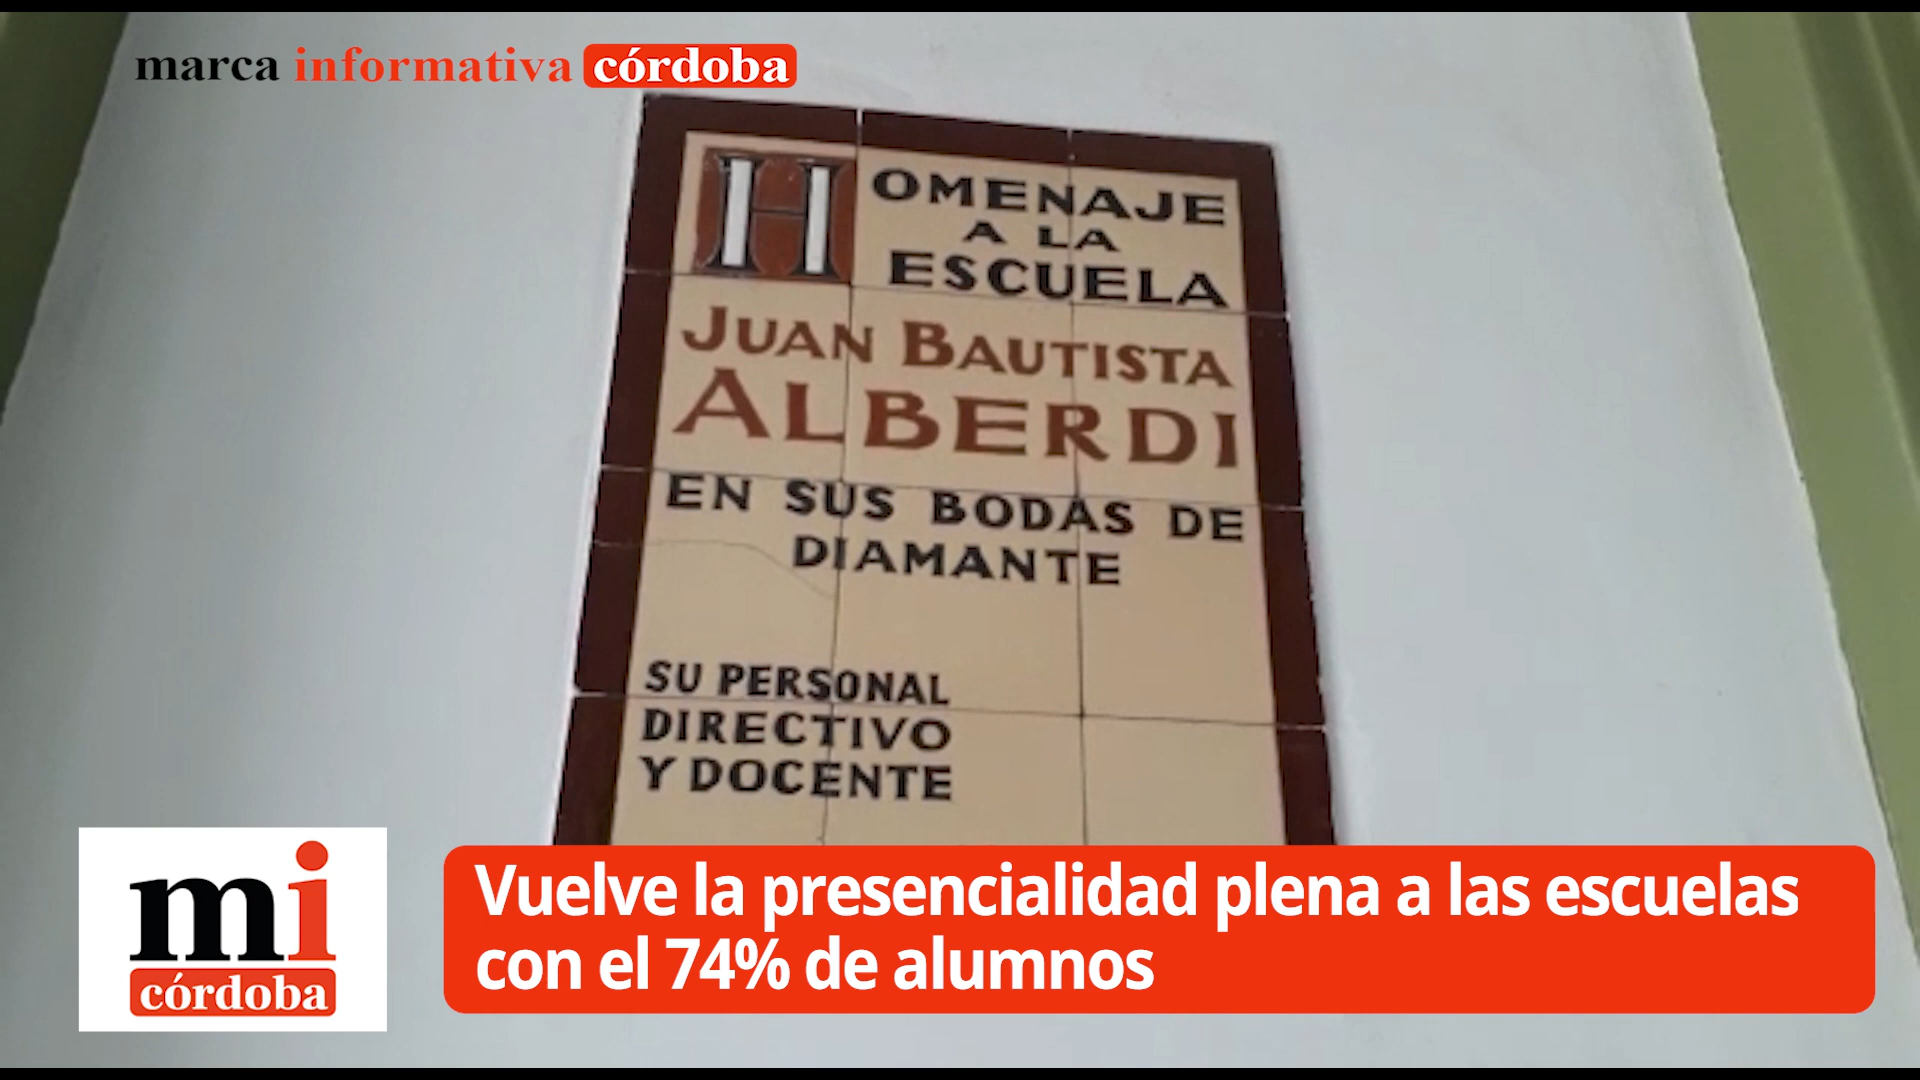 marca informativa córdoba
HOMENAJE
A LA
ESCUELA
JUAN BAUTISTA
ALBERDI
EN SUS BODAS DE
DIAMANTE
SU PERSONAL
DIRECTIVO
Y DOCENTE
mi
córdoba
Vuelve la presencialidad plena a las escuelas
con el 74% de alumnos